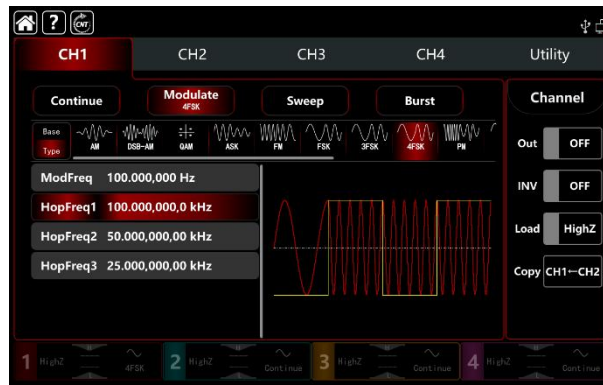 ? CNT
CH1 CH2 CH3 CH4 Utility
Continue Modulate Sweep Burst Channel
4FSK
Base
Type AM DSB-AM QAM ASK FM FSK 3FSK 4FSK PM
Out OFF
ModFreq 100.000,000 Hz
INV OFF
HopFreq1 100.000,000,0 kHz
Load HighZ
HopFreq2 50.000,000,00 kHz
HopFreq3 25.000,000,00 kHz
Copy CH1←CH2
1 HighZ 4FSK 2 HighZ Continue 3 HighZ Continue 4 HighZ Continue